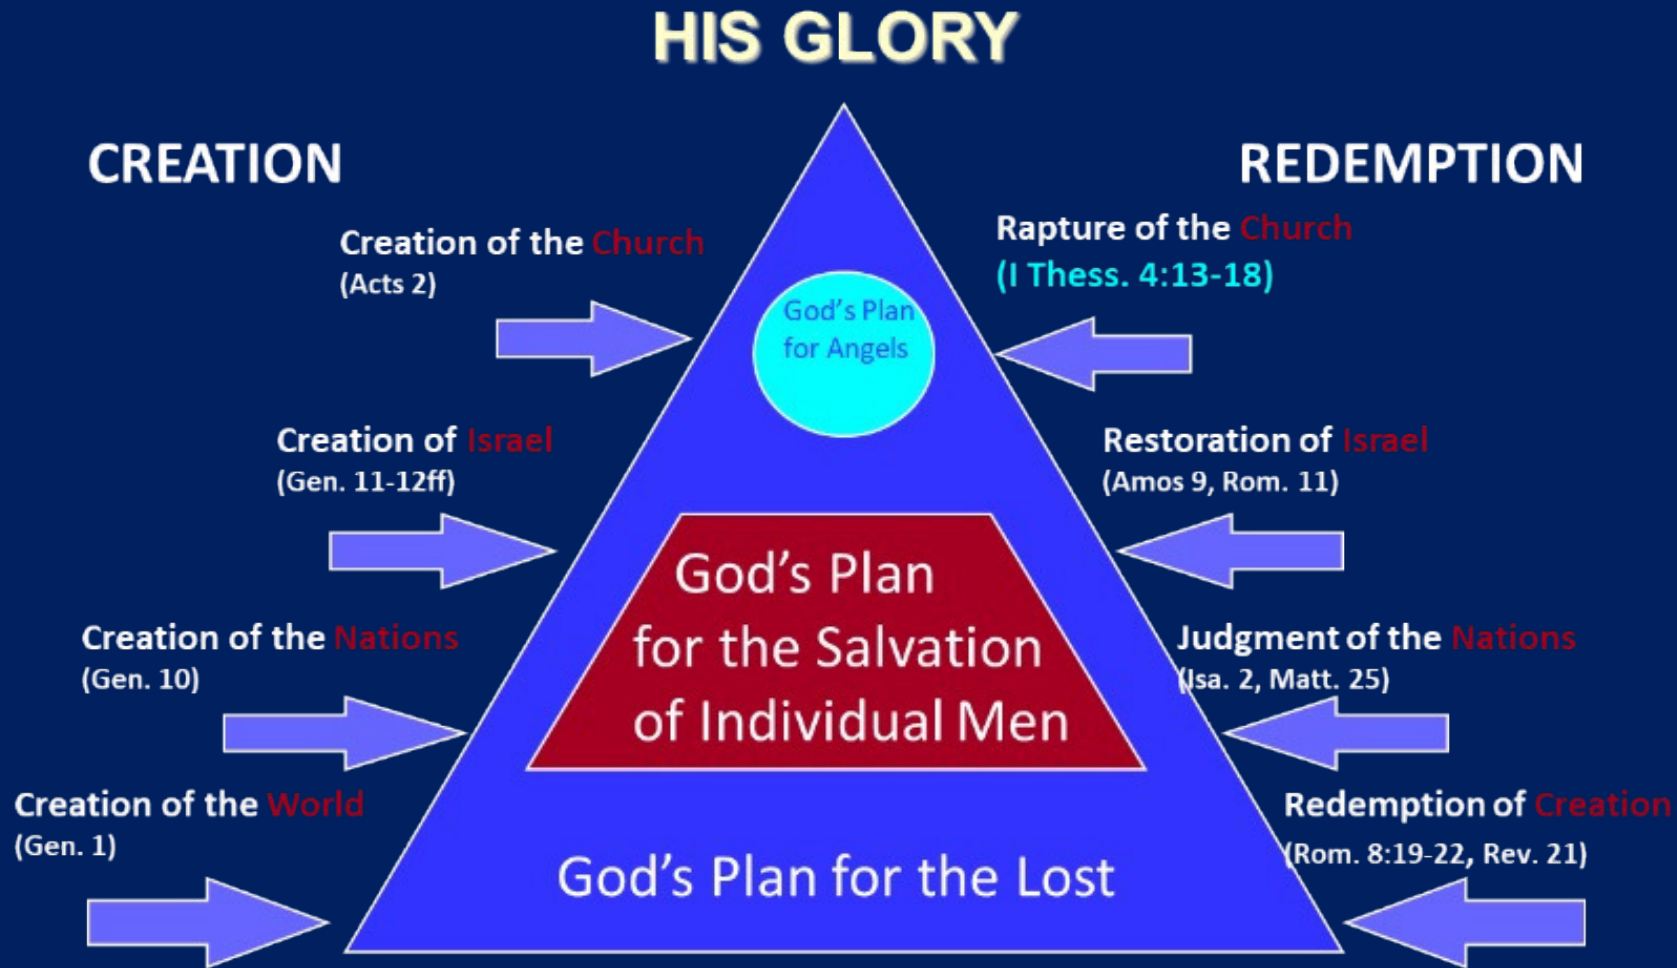 HIS GLORY
CREATION
REDEMPTION
Creation of the Church
(Acts 2)
Rapture of the Church
(I Thess. 4:13-18)
God's Plan
for Angels
Creation of Israel
(Gen. 11-12ff)
Restoration of Israel
(Amos 9, Rom. 11)
God's Plan
for the Salvation
of Individual Men
Creation of the Nations
(Gen. 10)
Judgment of the Nations
(Isa. 2, Matt. 25)
Creation of the World
(Gen. 1)
Redemption of Creation
(Rom. 8:19-22, Rev. 21)
God's Plan for the Lost